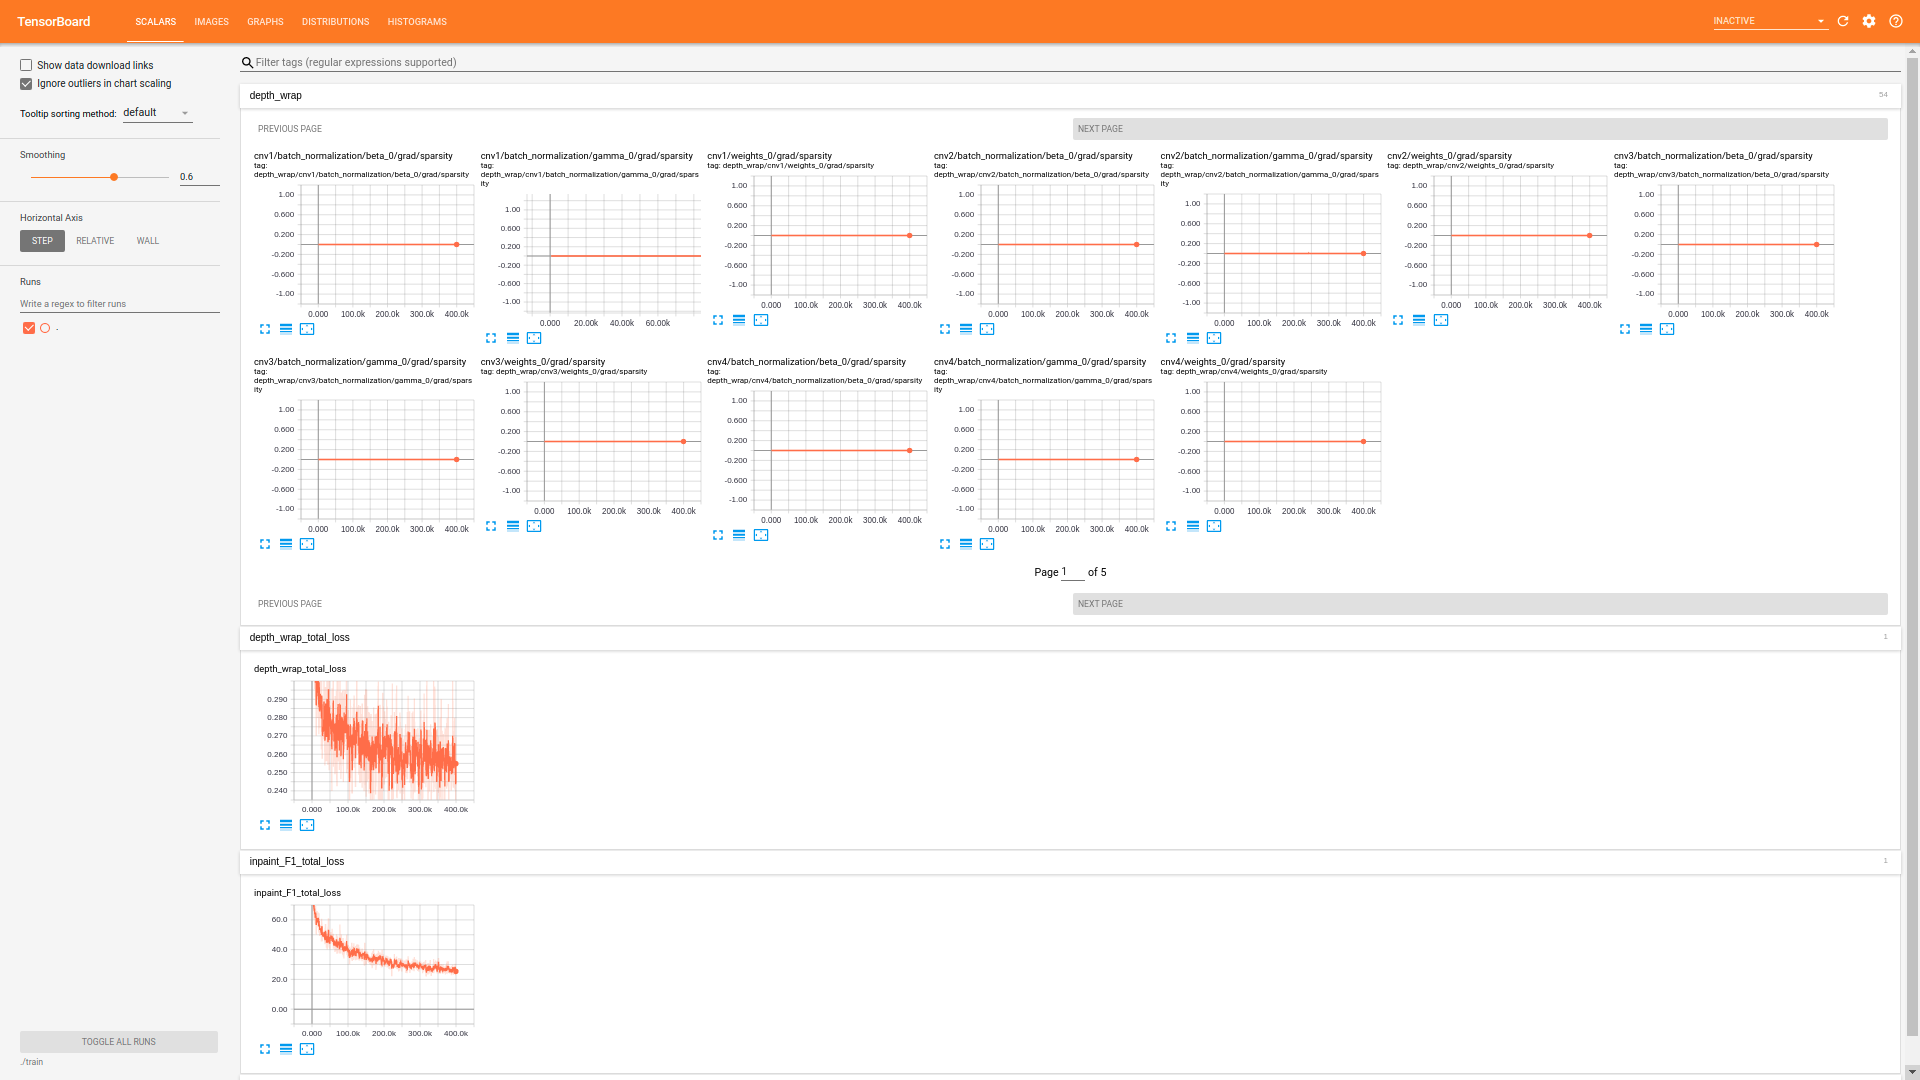 TensorBoard
SCALARS
IMAGES
GRAPHS
DISTRIBUTIONS
HISTOGRAMS
INACTIVE
Show data download links
Ignore outliers in chart scaling
Tooltip sorting method: default
Smoothing
0.6
Horizontal Axis
STEP
RELATIVE
WALL
Runs
Write a regex to filter runs
.
TOGGLE ALL RUNS
./train
Filter tags (regular expressions supported)
depth_wrap
54
PREVIOUS PAGE
NEXT PAGE
cnv1/batch_normalization/beta_0/grad/sparsity
tag:
depth_wrap/cnv1/batch_normalization/beta_0/grad/sparsity
1.00
0.600
0.200
-0.200
-0.600
-1.00
0.000 100.0k 200.0k 300.0k 400.0k
cnv1/batch_normalization/gamma_0/grad/sparsity
tag:
depth_wrap/cnv1/batch_normalization/gamma_0/grad/spars
ity
1.00
0.600
0.200
-0.200
-0.600
-1.00
0.000 20.00k 40.00k 60.00k
cnv1/weights_0/grad/sparsity
tag: depth_wrap/cnv1/weights_0/grad/sparsity
1.00
0.600
0.200
-0.200
-0.600
-1.00
0.000 100.0k 200.0k 300.0k 400.0k
cnv2/batch_normalization/beta_0/grad/sparsity
tag:
depth_wrap/cnv2/batch_normalization/beta_0/grad/sparsity
1.00
0.600
0.200
-0.200
-0.600
-1.00
0.000 100.0k 200.0k 300.0k 400.0k
cnv2/batch_normalization/gamma_0/grad/sparsity
tag:
depth_wrap/cnv2/batch_normalization/gamma_0/grad/spars
ity
1.00
0.600
0.200
-0.200
-0.600
-1.00
0.000 100.0k 200.0k 300.0k 400.0k
cnv2/weights_0/grad/sparsity
tag: depth_wrap/cnv2/weights_0/grad/sparsity
1.00
0.600
0.200
-0.200
-0.600
-1.00
0.000 100.0k 200.0k 300.0k 400.0k
cnv3/batch_normalization/beta_0/grad/sparsity
tag:
depth_wrap/cnv3/batch_normalization/beta_0/grad/sparsity
1.00
0.600
0.200
-0.200
-0.600
-1.00
0.000 100.0k 200.0k 300.0k 400.0k
cnv3/batch_normalization/gamma_0/grad/sparsity
tag:
depth_wrap/cnv3/batch_normalization/gamma_0/grad/spars
ity
1.00
0.600
0.200
-0.200
-0.600
-1.00
0.000 100.0k 200.0k 300.0k 400.0k
cnv3/weights_0/grad/sparsity
tag: depth_wrap/cnv3/weights_0/grad/sparsity
1.00
0.600
0.200
-0.200
-0.600
-1.00
0.000 100.0k 200.0k 300.0k 400.0k
cnv4/batch_normalization/beta_0/grad/sparsity
tag:
depth_wrap/cnv4/batch_normalization/beta_0/grad/sparsity
1.00
0.600
0.200
-0.200
-0.600
-1.00
0.000 100.0k 200.0k 300.0k 400.0k
cnv4/batch_normalization/gamma_0/grad/sparsity
tag:
depth_wrap/cnv4/batch_normalization/gamma_0/grad/spars
ity
1.00
0.600
0.200
-0.200
-0.600
-1.00
0.000 100.0k 200.0k 300.0k 400.0k
cnv4/weights_0/grad/sparsity
tag: depth_wrap/cnv4/weights_0/grad/sparsity
1.00
0.600
0.200
-0.200
-0.600
-1.00
0.000 100.0k 200.0k 300.0k 400.0k
Page 1 of 5
PREVIOUS PAGE
NEXT PAGE
depth_wrap_total_loss
1
depth_wrap_total_loss
0.290
0.280
0.270
0.260
0.250
0.240
0.000 100.0k 200.0k 300.0k 400.0k
inpaint_F1_total_loss
1
inpaint_F1_total_loss
60.0
40.0
20.0
0.00
0.000 100.0k 200.0k 300.0k 400.0k